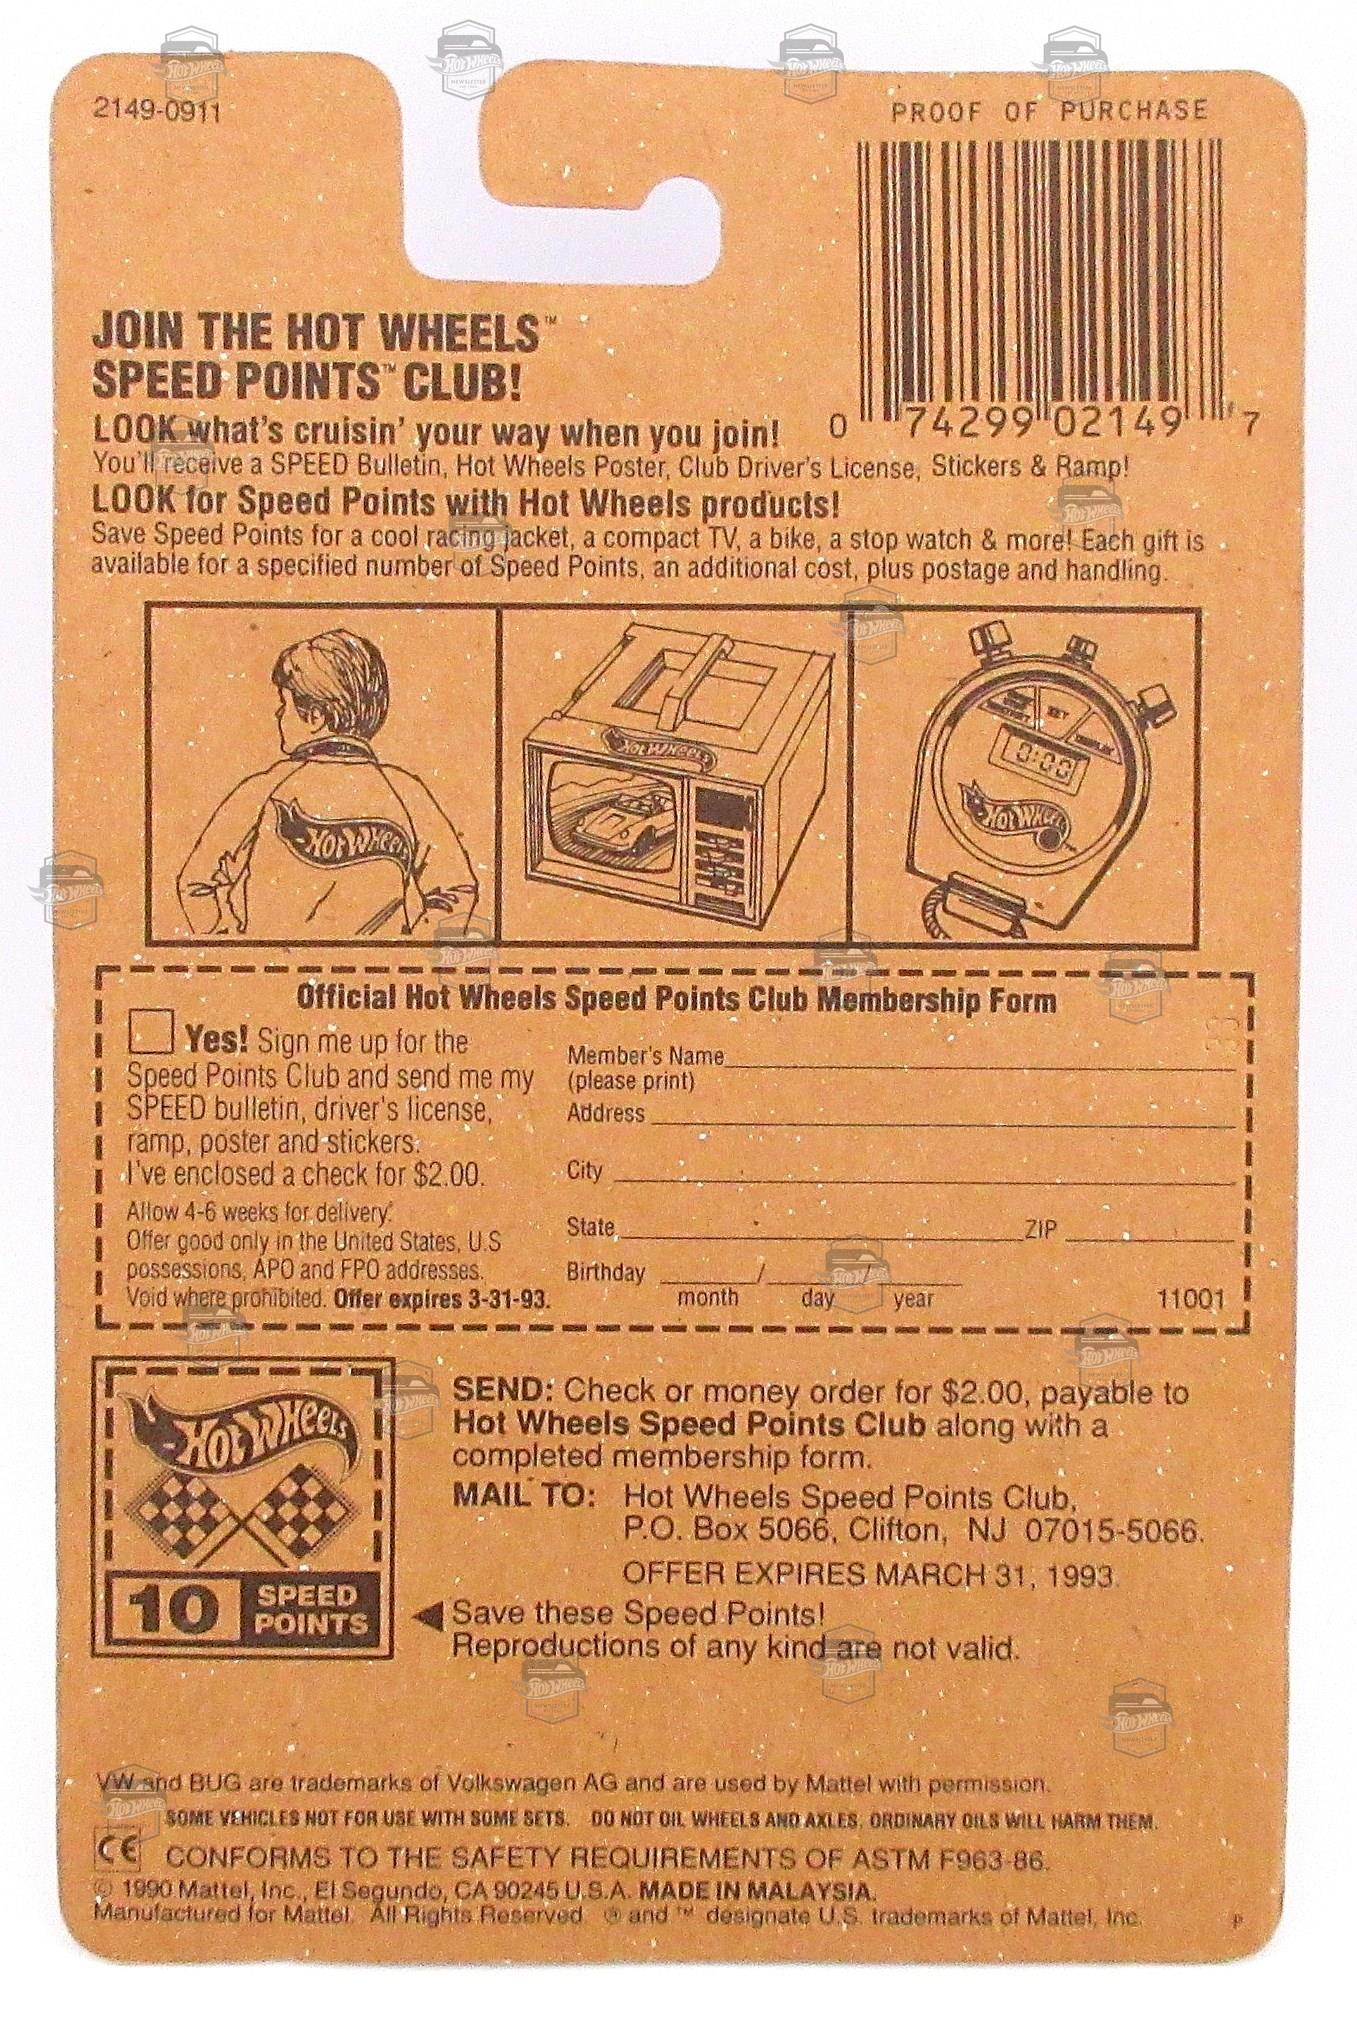 2149-0911
PROOF OF PURCHASE
0 74299 02149 7
JOIN THE HOT WHEELS™
SPEED POINTS™ CLUB!
LOOK what's cruisin' your way when you join!
You'll receive a SPEED Bulletin, Hot Wheels Poster, Club Driver's License, Stickers & Ramp!
LOOK for Speed Points with Hot Wheels products!
Save Speed Points for a cool racing jacket, a compact TV, a bike, a stop watch & more! Each gift is
available for a specified number of Speed Points, an additional cost, plus postage and handling.
Hot Wheels
Hot Wheels
SET
0:00
Hot Wheels
Official Hot Wheels Speed Points Club Membership Form
Yes! Sign me up for the
Speed Points Club and send me my
SPEED bulletin, driver's license,
ramp, poster and stickers.
I've enclosed a check for $2.00.
Allow 4-6 weeks for delivery.
Offer good only in the United States, U.S
possessions, APO and FPO addresses.
Void where prohibited. Offer expires 3-31-93.
Member's Name
(please print)
Address
City
State ZIP
Birthday / /
month day year
11001
33
Hot Wheels
10 SPEED
POINTS
SEND: Check or money order for $2.00, payable to
Hot Wheels Speed Points Club along with a
completed membership form.
MAIL TO: Hot Wheels Speed Points Club,
P.O. Box 5066, Clifton, NJ 07015-5066.
OFFER EXPIRES MARCH 31, 1993.
Save these Speed Points!
Reproductions of any kind are not valid.
VW and BUG are trademarks of Volkswagen AG and are used by Mattel with permission.
SOME VEHICLES NOT FOR USE WITH SOME SETS. DO NOT OIL WHEELS AND AXLES. ORDINARY OILS WILL HARM THEM.
CE CONFORMS TO THE SAFETY REQUIREMENTS OF ASTM F963-86.
© 1990 Mattel, Inc., El Segundo, CA 90245 U.S.A. MADE IN MALAYSIA.
Manufactured for Mattel. All Rights Reserved. ® and ™ designate U.S. trademarks of Mattel, Inc.
P